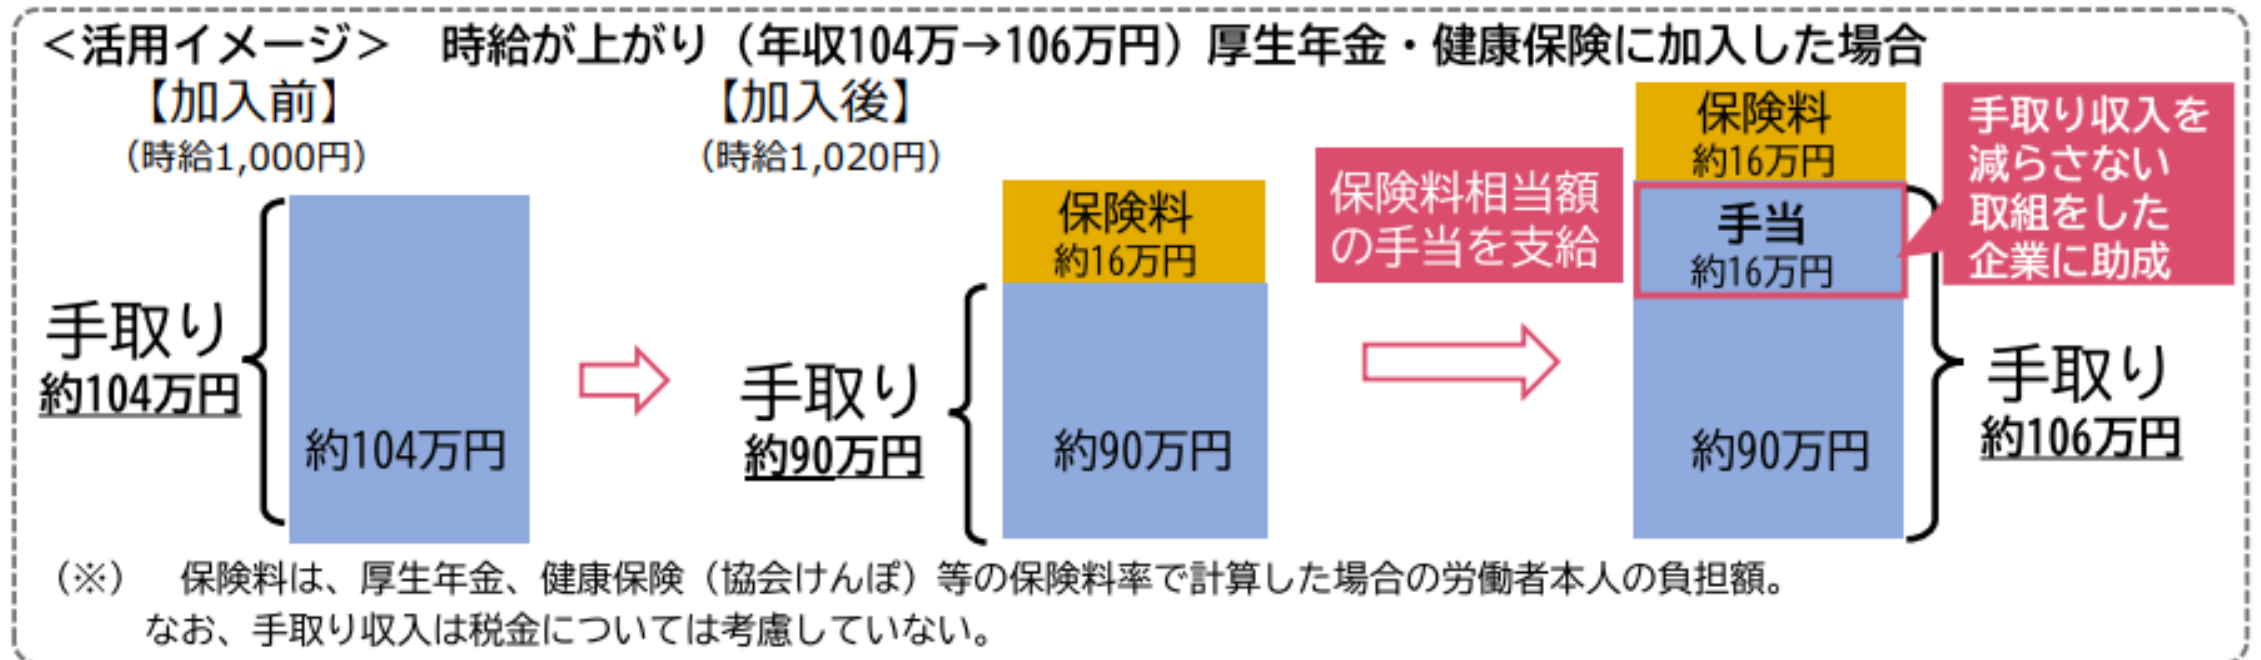 ＜活用イメージ＞　時給が上がり（年収104万→106万円）厚生年金・健康保険に加入した場合
【加入前】
（時給1,000円）
手取り
約104万円
約104万円
【加入後】
（時給1,020円）
保険料
約16万円
手取り
約90万円
約90万円
保険料相当額
の手当を支給
保険料
約16万円
手当
約16万円
約90万円
手取り収入を
減らさない
取組をした
企業に助成
手取り
約106万円
（※）　保険料は、厚生年金、健康保険（協会けんぽ）等の保険料率で計算した場合の労働者本人の負担額。
なお、手取り収入は税金については考慮していない。